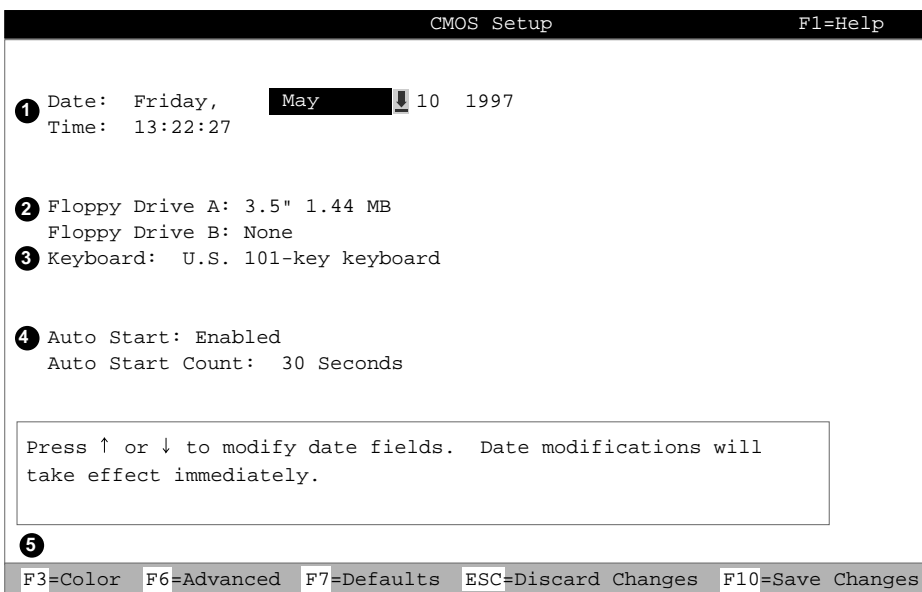 CMOS Setup F1=Help
1 Date: Friday, May 10 1997
Time: 13:22:27
2 Floppy Drive A: 3.5" 1.44 MB
Floppy Drive B: None
3 Keyboard: U.S. 101-key keyboard
4 Auto Start: Enabled
Auto Start Count: 30 Seconds
Press ↑ or ↓ to modify date fields. Date modifications will
take effect immediately.
5
F3=Color F6=Advanced F7=Defaults ESC=Discard Changes F10=Save Changes